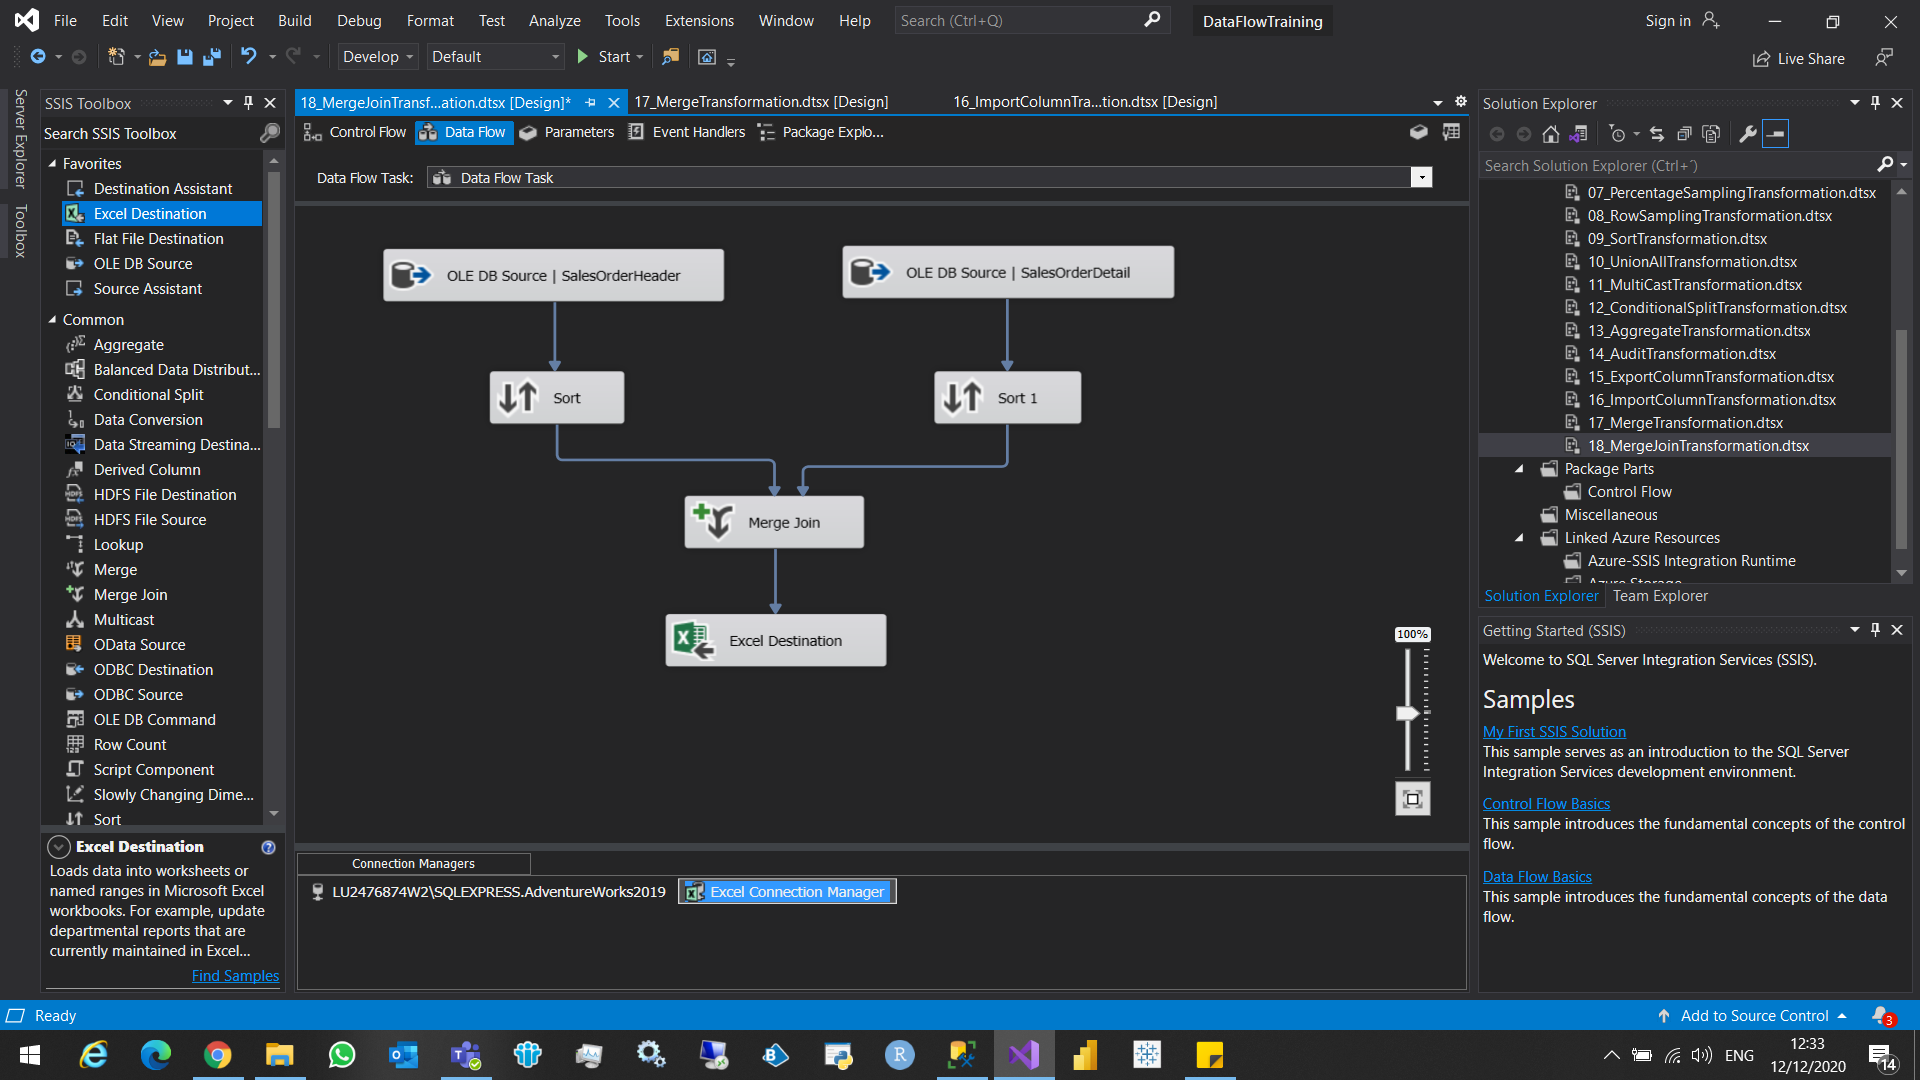 File Edit View Project Build Debug Format Test Analyze Tools Extensions Window Help Search (Ctrl+Q) DataFlowTraining Sign in
Develop Default Start Live Share
Server Explorer
Toolbox
SSIS Toolbox
Search SSIS Toolbox
Favorites
Destination Assistant
Excel Destination
Flat File Destination
OLE DB Source
Source Assistant
Common
Aggregate
Balanced Data Distribut...
Conditional Split
Data Conversion
Data Streaming Destina...
Derived Column
HDFS File Destination
HDFS File Source
Lookup
Merge
Merge Join
Multicast
OData Source
ODBC Destination
ODBC Source
OLE DB Command
Row Count
Script Component
Slowly Changing Dime...
Sort
Excel Destination
Loads data into worksheets or
named ranges in Microsoft Excel
workbooks. For example, update
departmental reports that are
currently maintained in Excel...
Find Samples
18_MergeJoinTransf...ation.dtsx [Design]* 17_MergeTransformation.dtsx [Design] 16_ImportColumnTra...tion.dtsx [Design]
Control Flow Data Flow Parameters Event Handlers Package Explo...
Data Flow Task: Data Flow Task
OLE DB Source | SalesOrderHeader
OLE DB Source | SalesOrderDetail
Sort
Sort 1
Merge Join
Excel Destination
100%
Connection Managers
LU2476874W2\SQLEXPRESS.AdventureWorks2019 Excel Connection Manager
Solution Explorer
Search Solution Explorer (Ctrl+¨)
07_PercentageSamplingTransformation.dtsx
08_RowSamplingTransformation.dtsx
09_SortTransformation.dtsx
10_UnionAllTransformation.dtsx
11_MultiCastTransformation.dtsx
12_ConditionalSplitTransformation.dtsx
13_AggregateTransformation.dtsx
14_AuditTransformation.dtsx
15_ExportColumnTransformation.dtsx
16_ImportColumnTransformation.dtsx
17_MergeTransformation.dtsx
18_MergeJoinTransformation.dtsx
Package Parts
Control Flow
Miscellaneous
Linked Azure Resources
Azure-SSIS Integration Runtime
Azure Storage
Solution Explorer Team Explorer
Getting Started (SSIS)
Welcome to SQL Server Integration Services (SSIS).
Samples
My First SSIS Solution
This sample serves as an introduction to the SQL Server
Integration Services development environment.
Control Flow Basics
This sample introduces the fundamental concepts of the control
flow.
Data Flow Basics
This sample introduces the fundamental concepts of the data
flow.
Ready Add to Source Control 3
ENG 12:33
12/12/2020 14